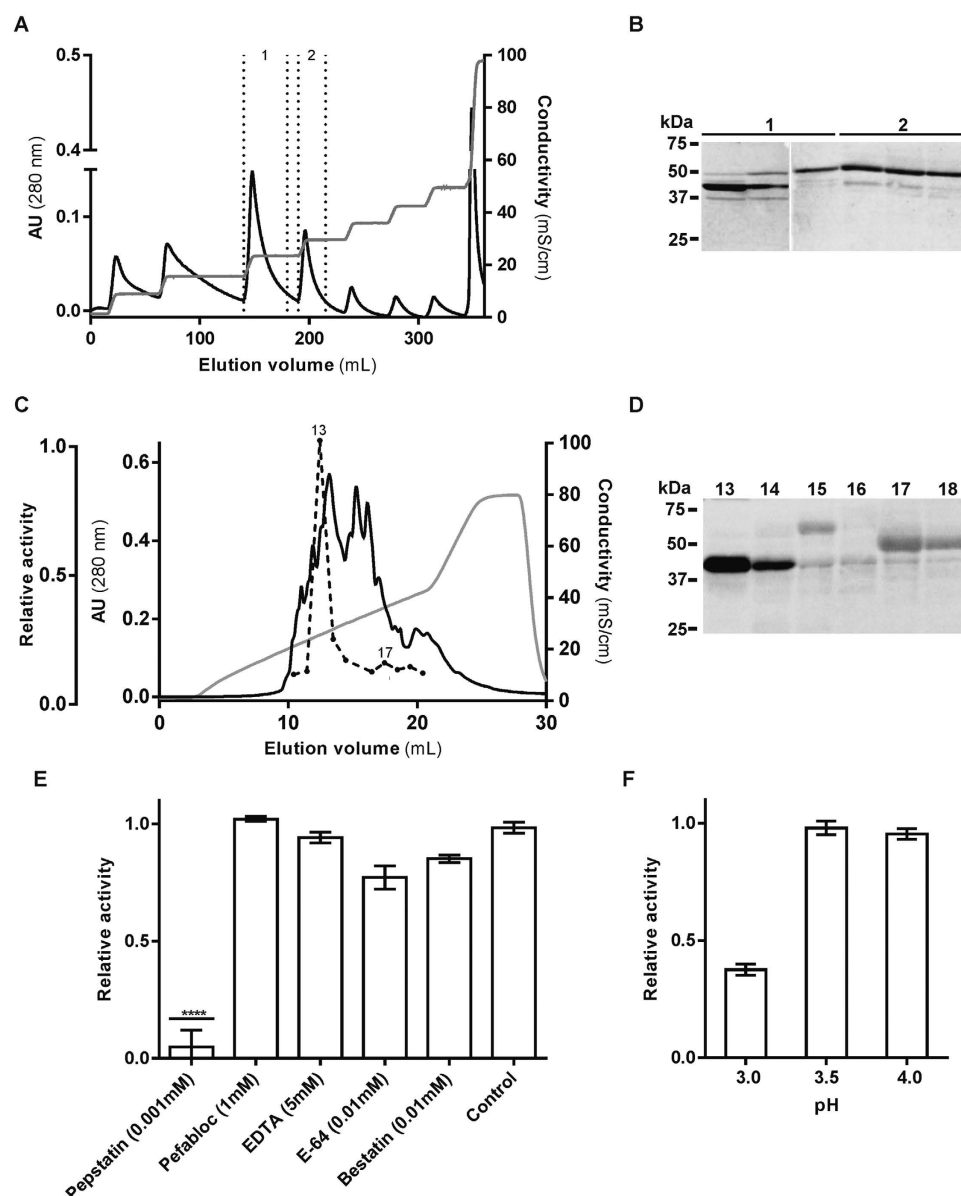 A
0.5
0.4
0.1
0.0
AU (280 nm)
1
2
100
80
60
40
20
0
Conductivity (mS/cm)
0
100
200
300
Elution volume (mL)
B
kDa
1
2
75
50
37
25
C
1.0
0.5
0.0
Relative activity
0.6
0.4
0.2
0.0
AU (280 nm)
13
17
100
80
60
40
20
0
Conductivity (mS/cm)
0
10
20
30
Elution volume (mL)
D
kDa
13 14 15 16 17 18
75
50
37
25
E
1.0
0.5
0.0
Relative activity
****
Pepstatin (0.001mM)
Pefabloc (1mM)
EDTA (5mM)
E-64 (0.01mM)
Bestatin (0.01mM)
Control
F
1.0
0.5
0.0
Relative activity
3.0
3.5
4.0
pH